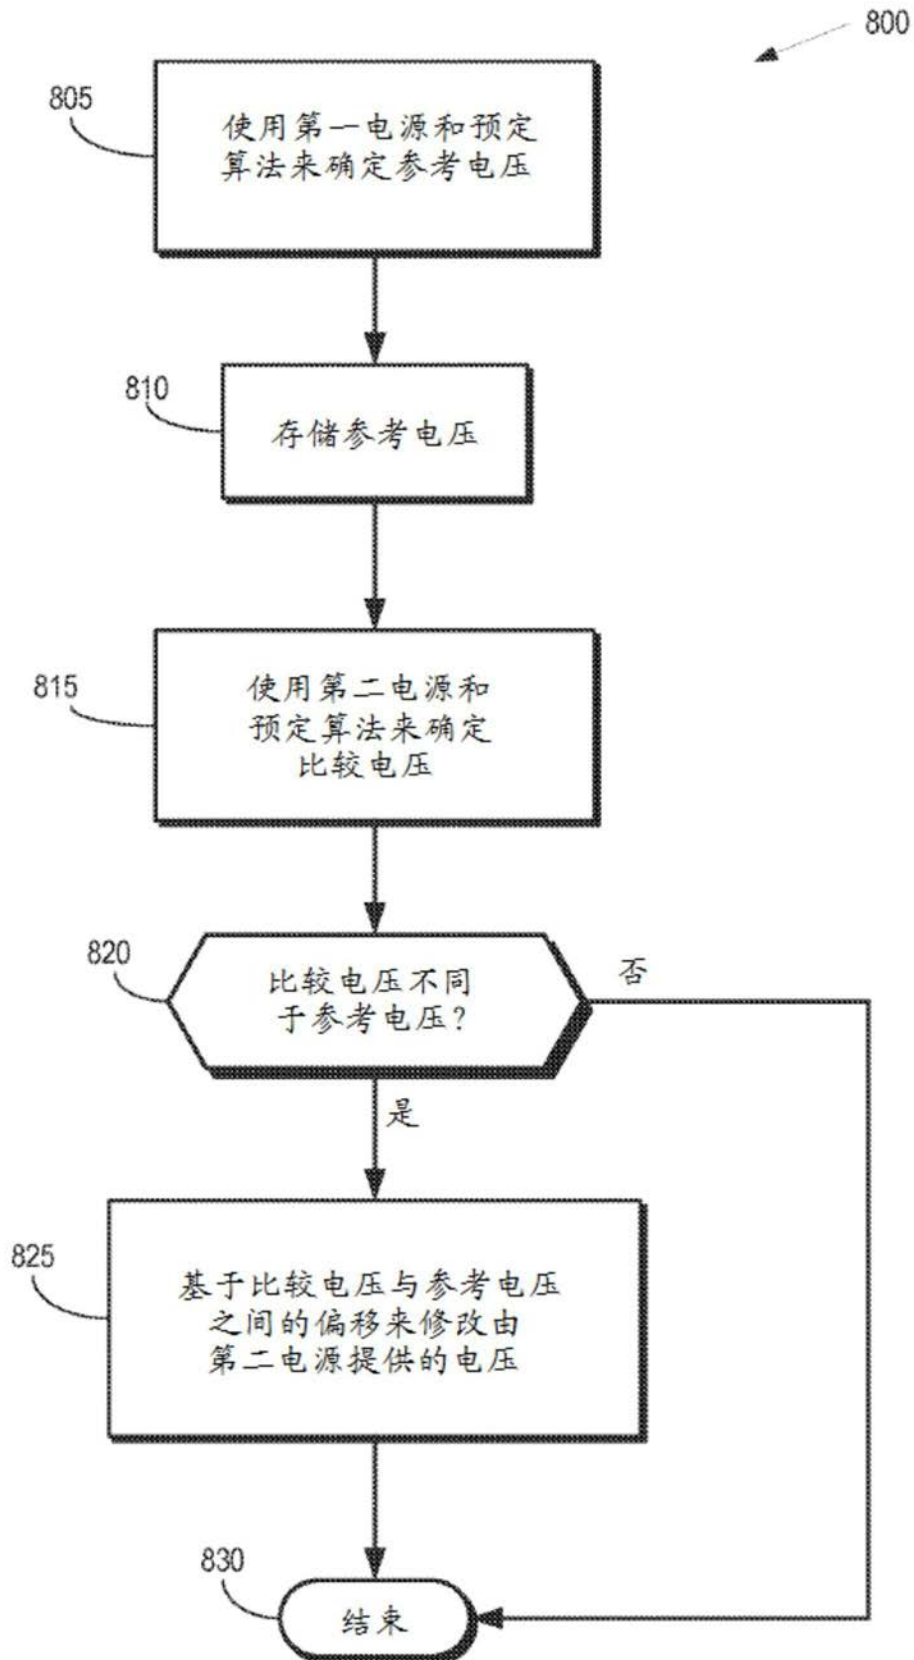 800
805
使用第一电源和预定
算法来确定参考电压
810
存储参考电压
815
使用第二电源和
预定算法来确定
比较电压
820
比较电压不同
于参考电压?
否
是
825
基于比较电压与参考电压
之间的偏移来修改由
第二电源提供的电压
830
结束